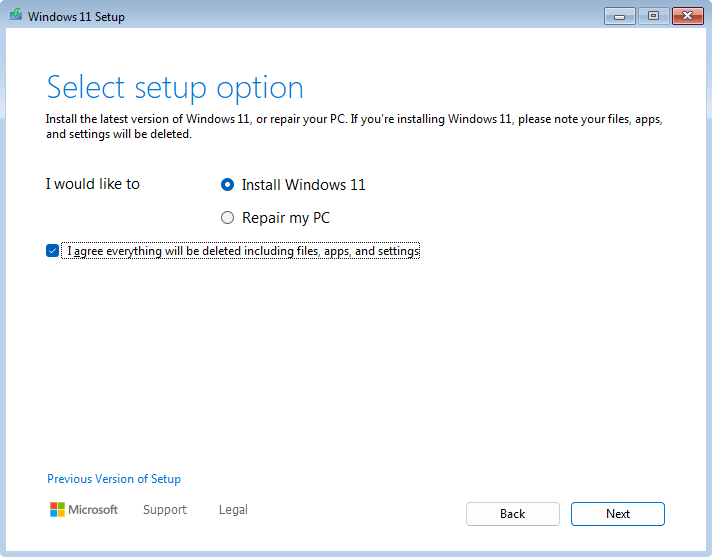 Windows 11 Setup
Select setup option
Install the latest version of Windows 11, or repair your PC. If you're installing Windows 11, please note your files, apps,
and settings will be deleted.
I would like to
Install Windows 11
Repair my PC
I agree everything will be deleted including files, apps, and settings
Previous Version of Setup
Microsoft
Support
Legal
Back
Next